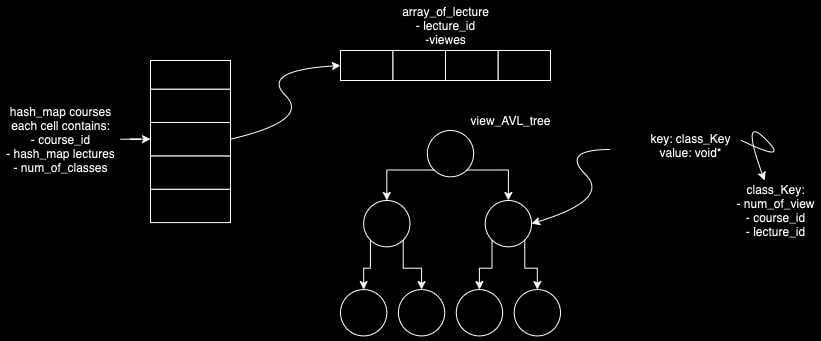 array_of_lecture
- lecture_id
-viewes
hash_map courses
each cell contains:
- course_id
- hash_map lectures
- num_of_classes
view_AVL_tree
key: class_Key
value: void*
class_Key:
- num_of_view
- course_id
- lecture_id